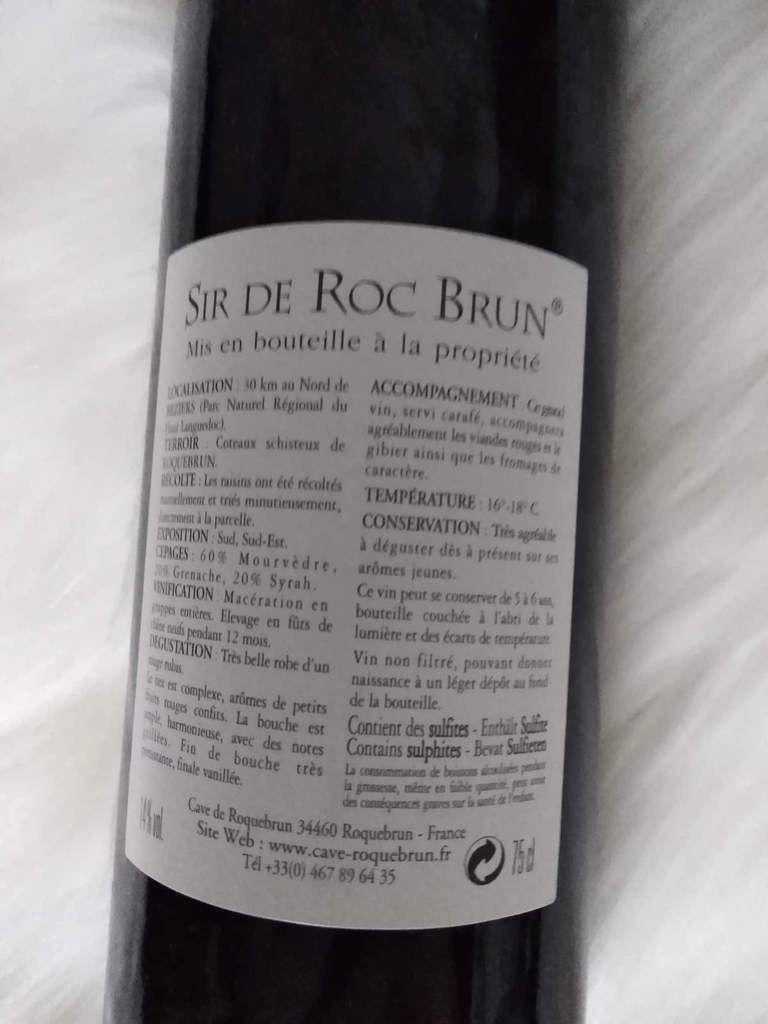 SIR DE ROC BRUN®
Mis en bouteille à la propriété
LOCALISATION : 30 km au Nord de
BEZIERS (Parc Naturel Régional du
Haut Languedoc).
TERROIR : Coteaux schisteux de
ROQUEBRUN.
RÉCOLTE : Les raisins ont été récoltés
manuellement et triés minutieusement,
directement à la parcelle.
EXPOSITION : Sud, Sud-Est.
CEPAGES : 60% Mourvèdre,
20% Grenache, 20% Syrah.
VINIFICATION : Macération en
grappes entières. Elevage en fûts de
chêne neufs pendant 12 mois.
DEGUSTATION : Très belle robe d'un
rouge rubis.
Le nez est complexe, arômes de petits
fruits rouges confits. La bouche est
ample, harmonieuse, avec des notes
grillées. Fin de bouche très
persistante, finale vanillée.
ACCOMPAGNEMENT : Ce grand
vin, servi carafé, accompagnera
agréablement les viandes rouges et le
gibier ainsi que les fromages de
caractère.
TEMPÉRATURE : 16°-18° C
CONSERVATION : Très agréable
à déguster dès à présent sur ses
arômes jeunes.
Ce vin peut se conserver de 5 à 6 ans,
bouteille couchée à l'abri de la
lumière et des écarts de température.
Vin non filtré, pouvant donner
naissance à un léger dépôt au fond
de la bouteille.
Contient des sulfites - Enthält Sulfite
Contains sulphites - Bevat Sulfieten
La consommation de boissons alcoolisées pendant
la grossesse, même en faible quantité, peut avoir
des conséquences graves sur la santé de l'enfant.
14% vol.
Cave de Roquebrun 34460 Roquebrun - France
Site Web : www.cave-roquebrun.fr
Tél +33(0) 467 89 64 35
75 cl